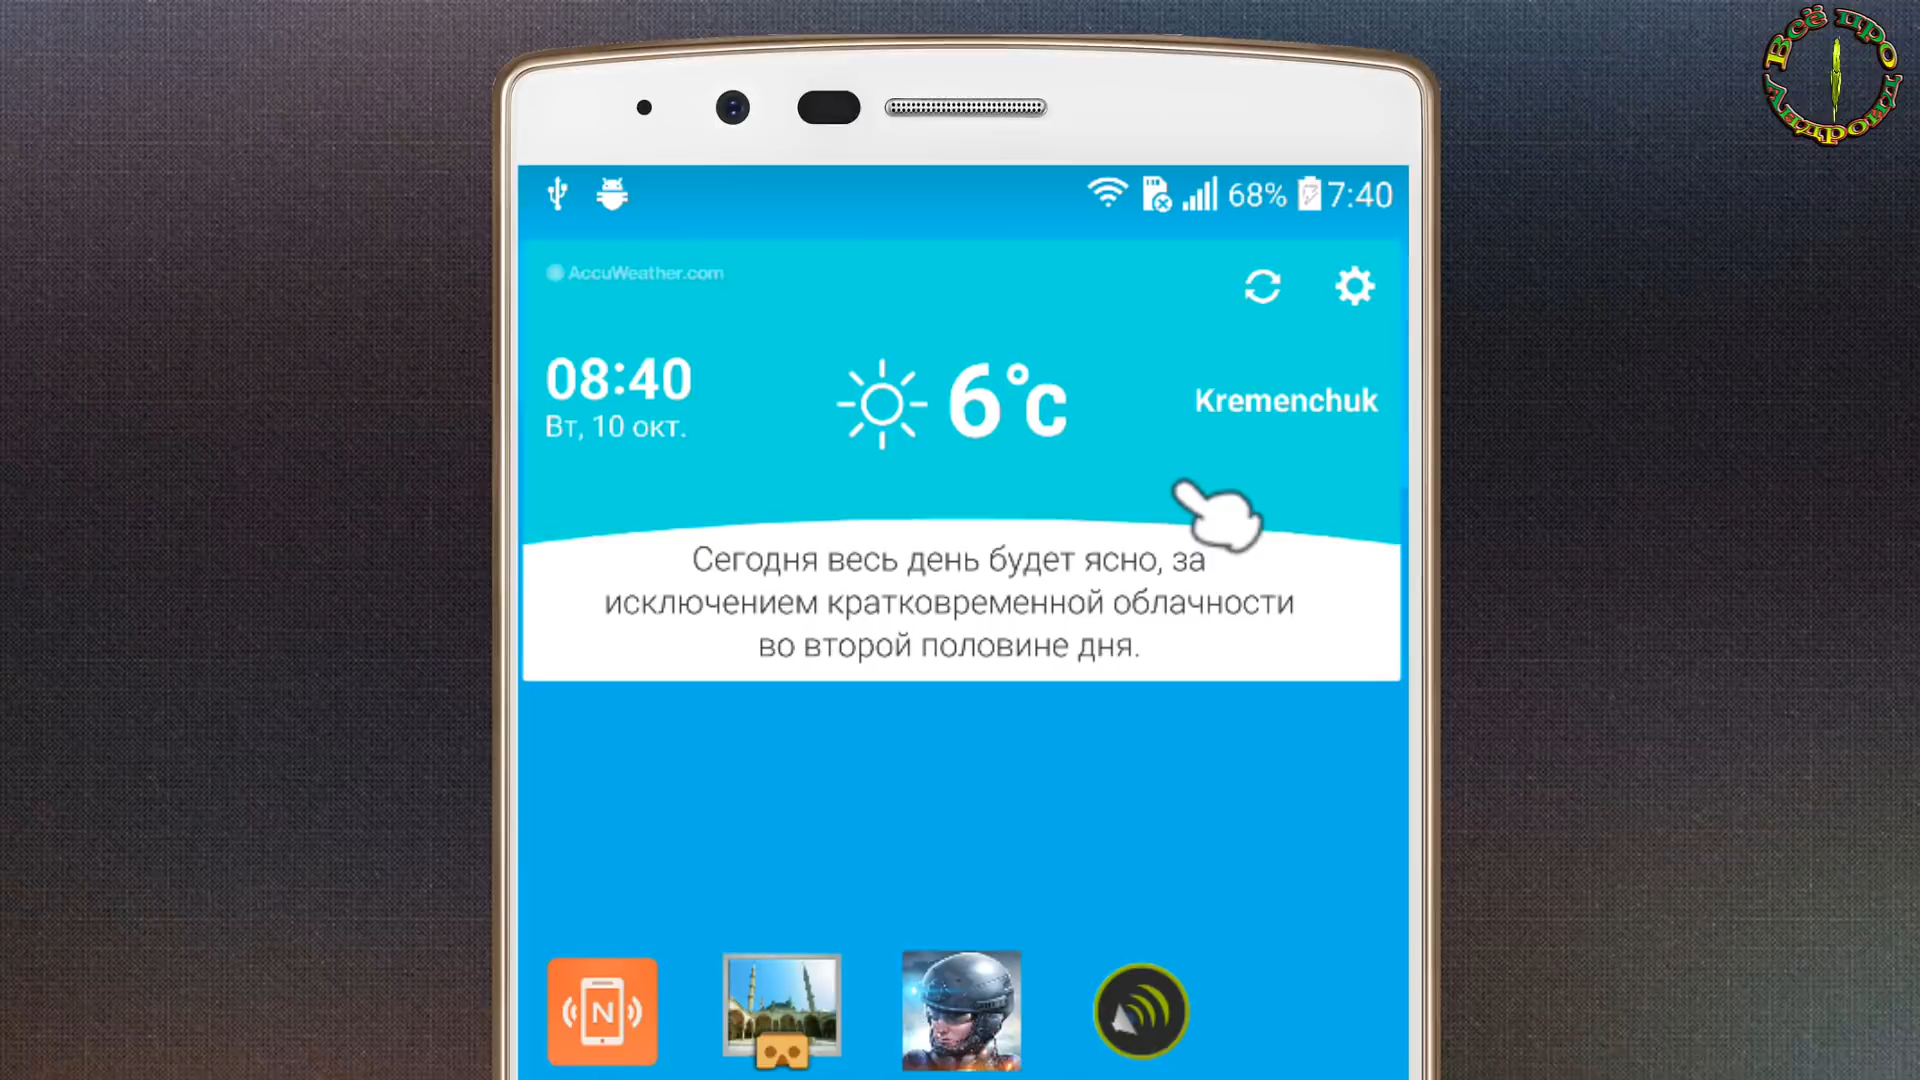 Всё про Андроид
68% 7:40
AccuWeather.com
08:40
Вт, 10 окт.
6°c
Kremenchuk
Сегодня весь день будет ясно, за
исключением кратковременной облачности
во второй половине дня.
N